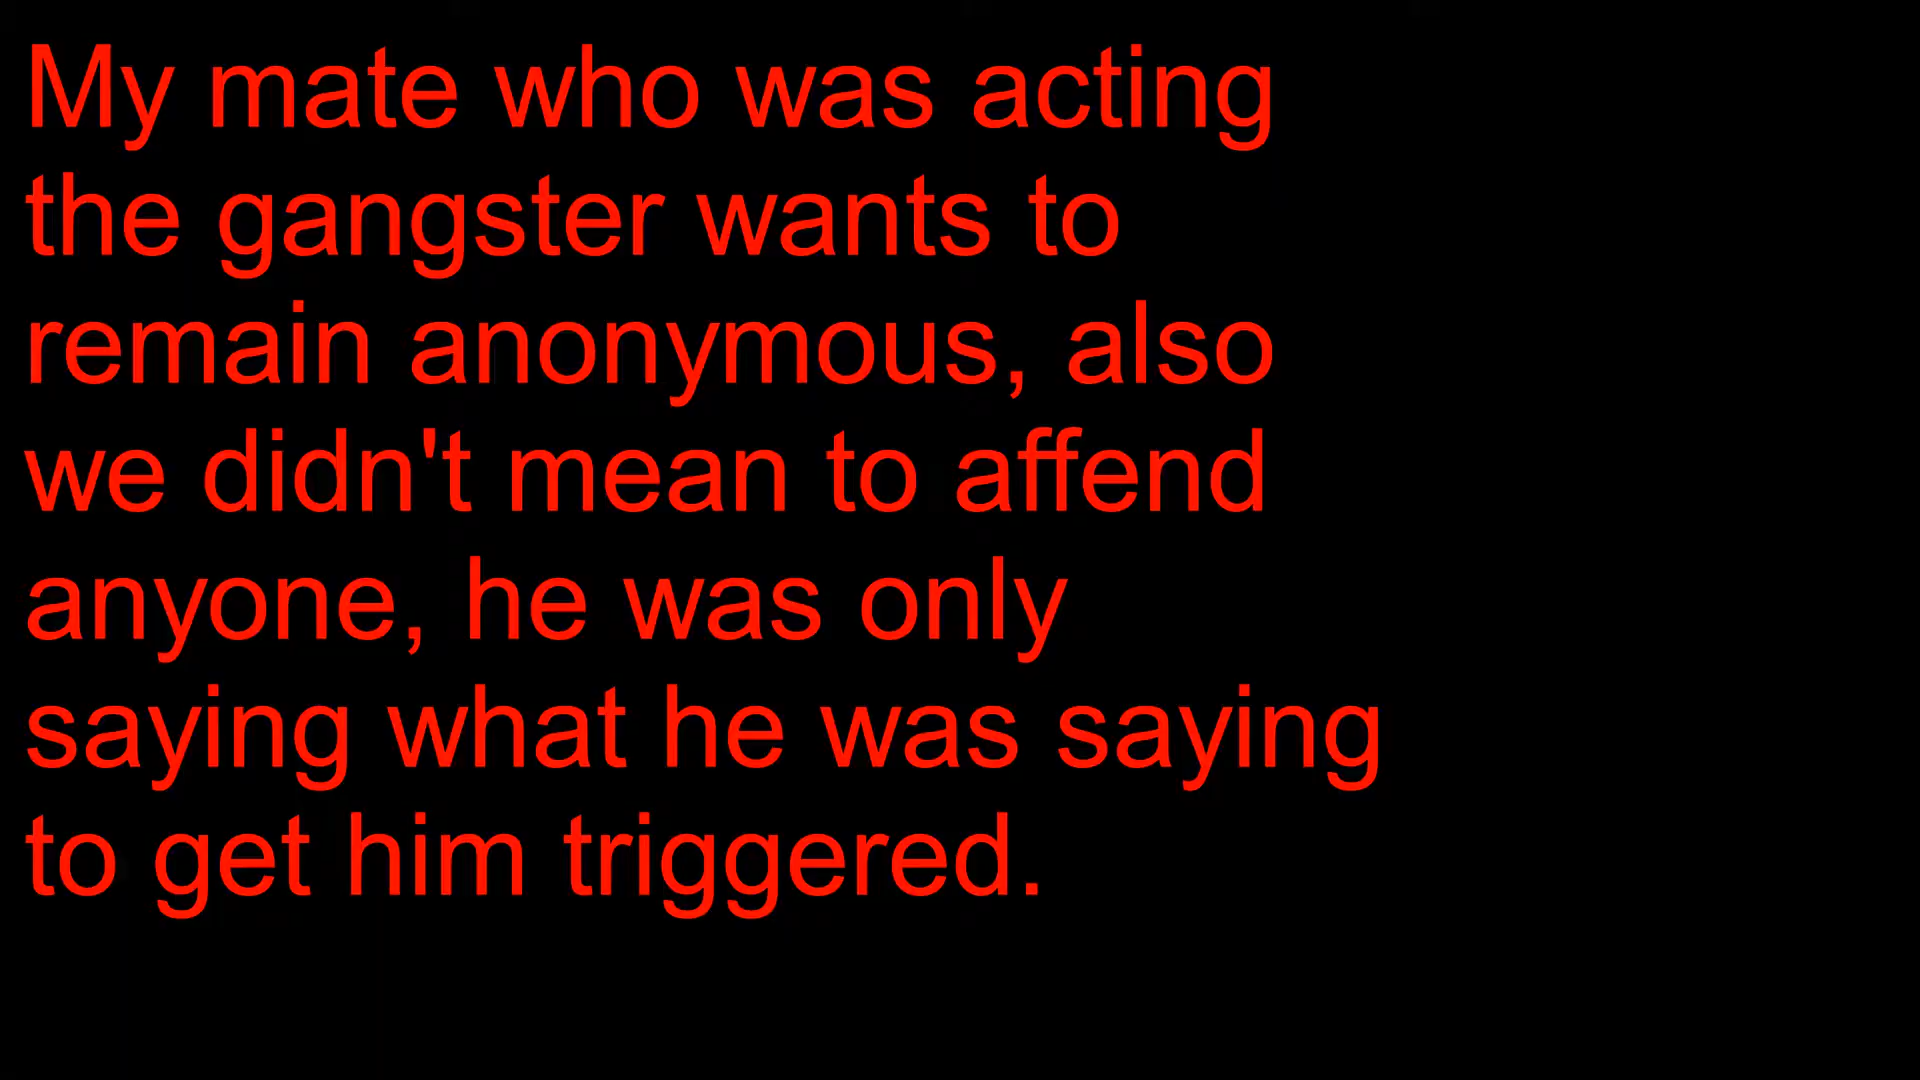 My mate who was acting
the gangster wants to
remain anonymous, also
we didn't mean to affend
anyone, he was only
saying what he was saying
to get him triggered.